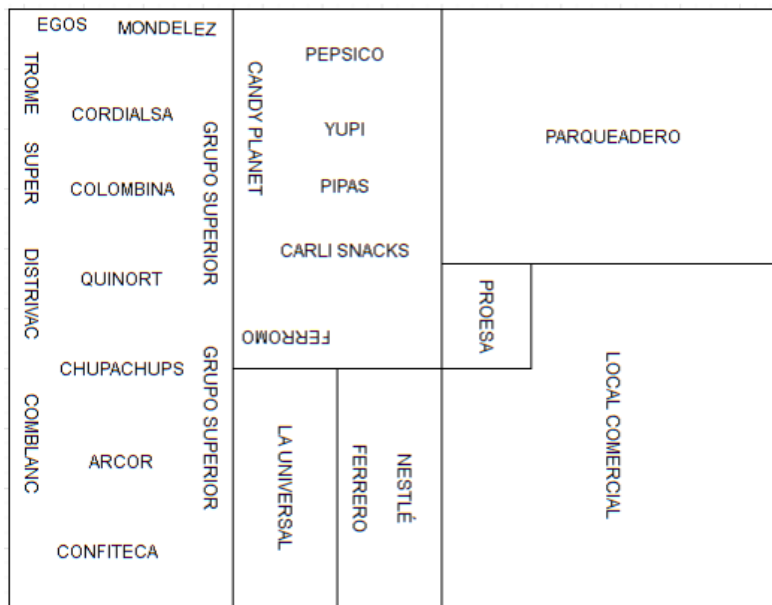 EGOS
MONDELEZ
TROME
CORDIALSA
SUPER
GRUPO SUPERIOR
COLOMBINA
DISTRIVAC
QUINORT
CHUPACHUPS
GRUPO SUPERIOR
COMBLANC
ARCOR
CONFITECA
CANDY PLANET
PEPSICO
YUPI
PIPAS
CARLI SNACKS
FERROMO
LA UNIVERSAL
FERRERO
NESTLÉ
PARQUEADERO
PROESA
LOCAL COMERCIAL